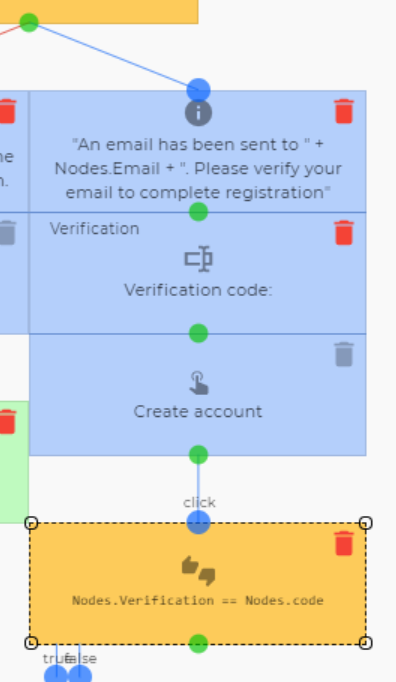 "An email has been sent to " +
Nodes.Email + ". Please verify your
email to complete registration"
Verification
Verification code:
Create account
click
Nodes.Verification == Nodes.code
true
false